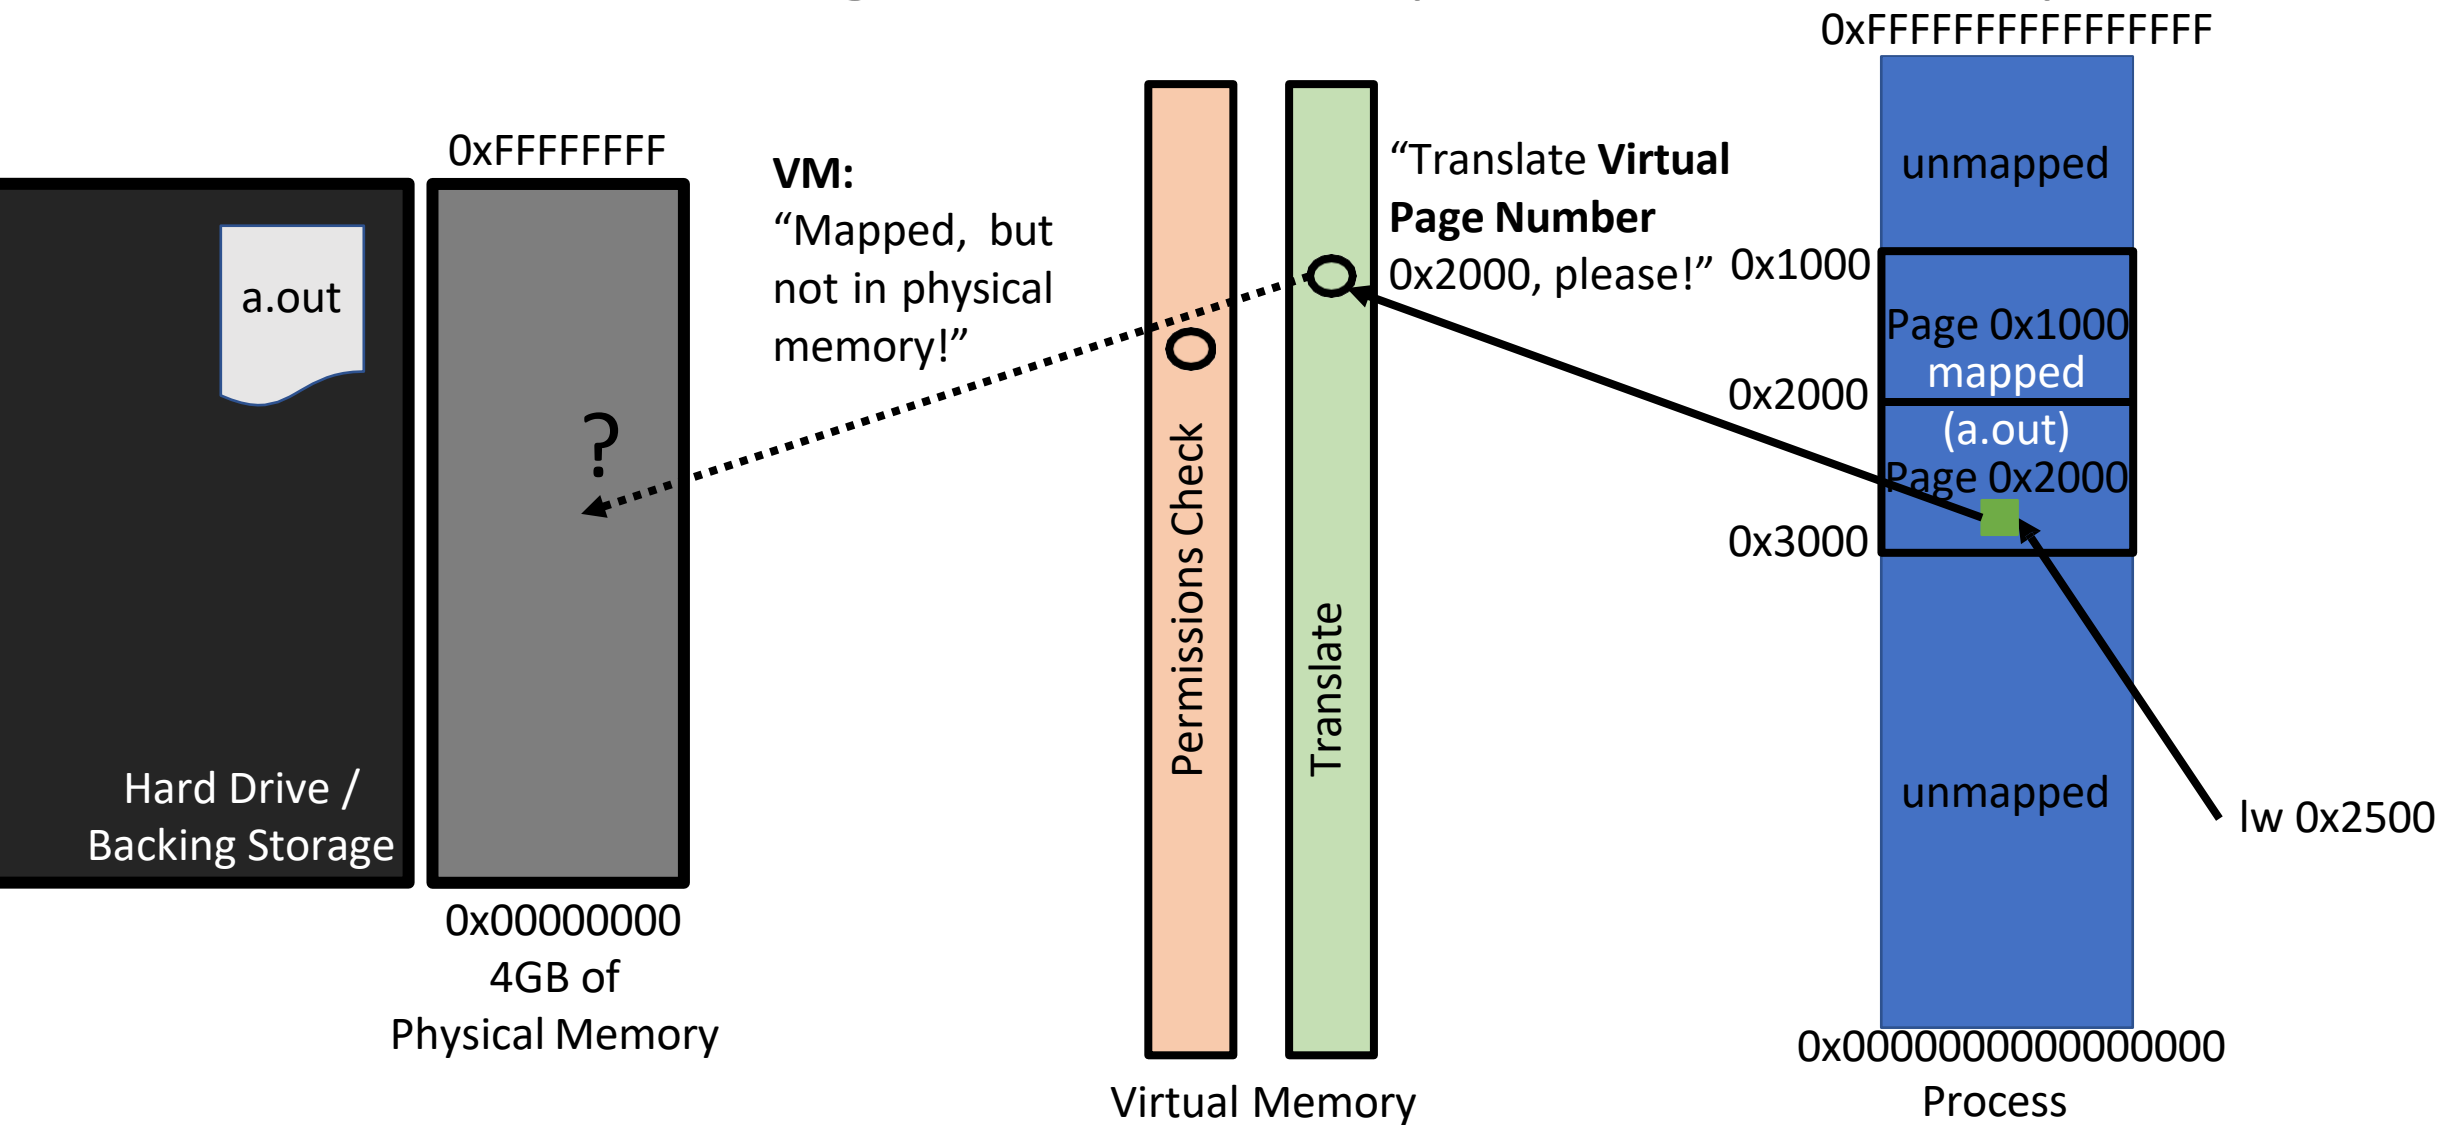 0xFFFFFFFFFFFFFFFF
0xFFFFFFFF
VM:
“Mapped, but
not in physical
memory!”
“Translate Virtual
Page Number
0x2000, please!”
unmapped
0x1000
Page 0x1000
mapped
0x2000
(a.out)
Page 0x2000
0x3000
a.out
?
Permissions Check
Translate
Hard Drive /
Backing Storage
unmapped
lw 0x2500
0x00000000
4GB of
Physical Memory
0x0000000000000000
Virtual Memory
Process